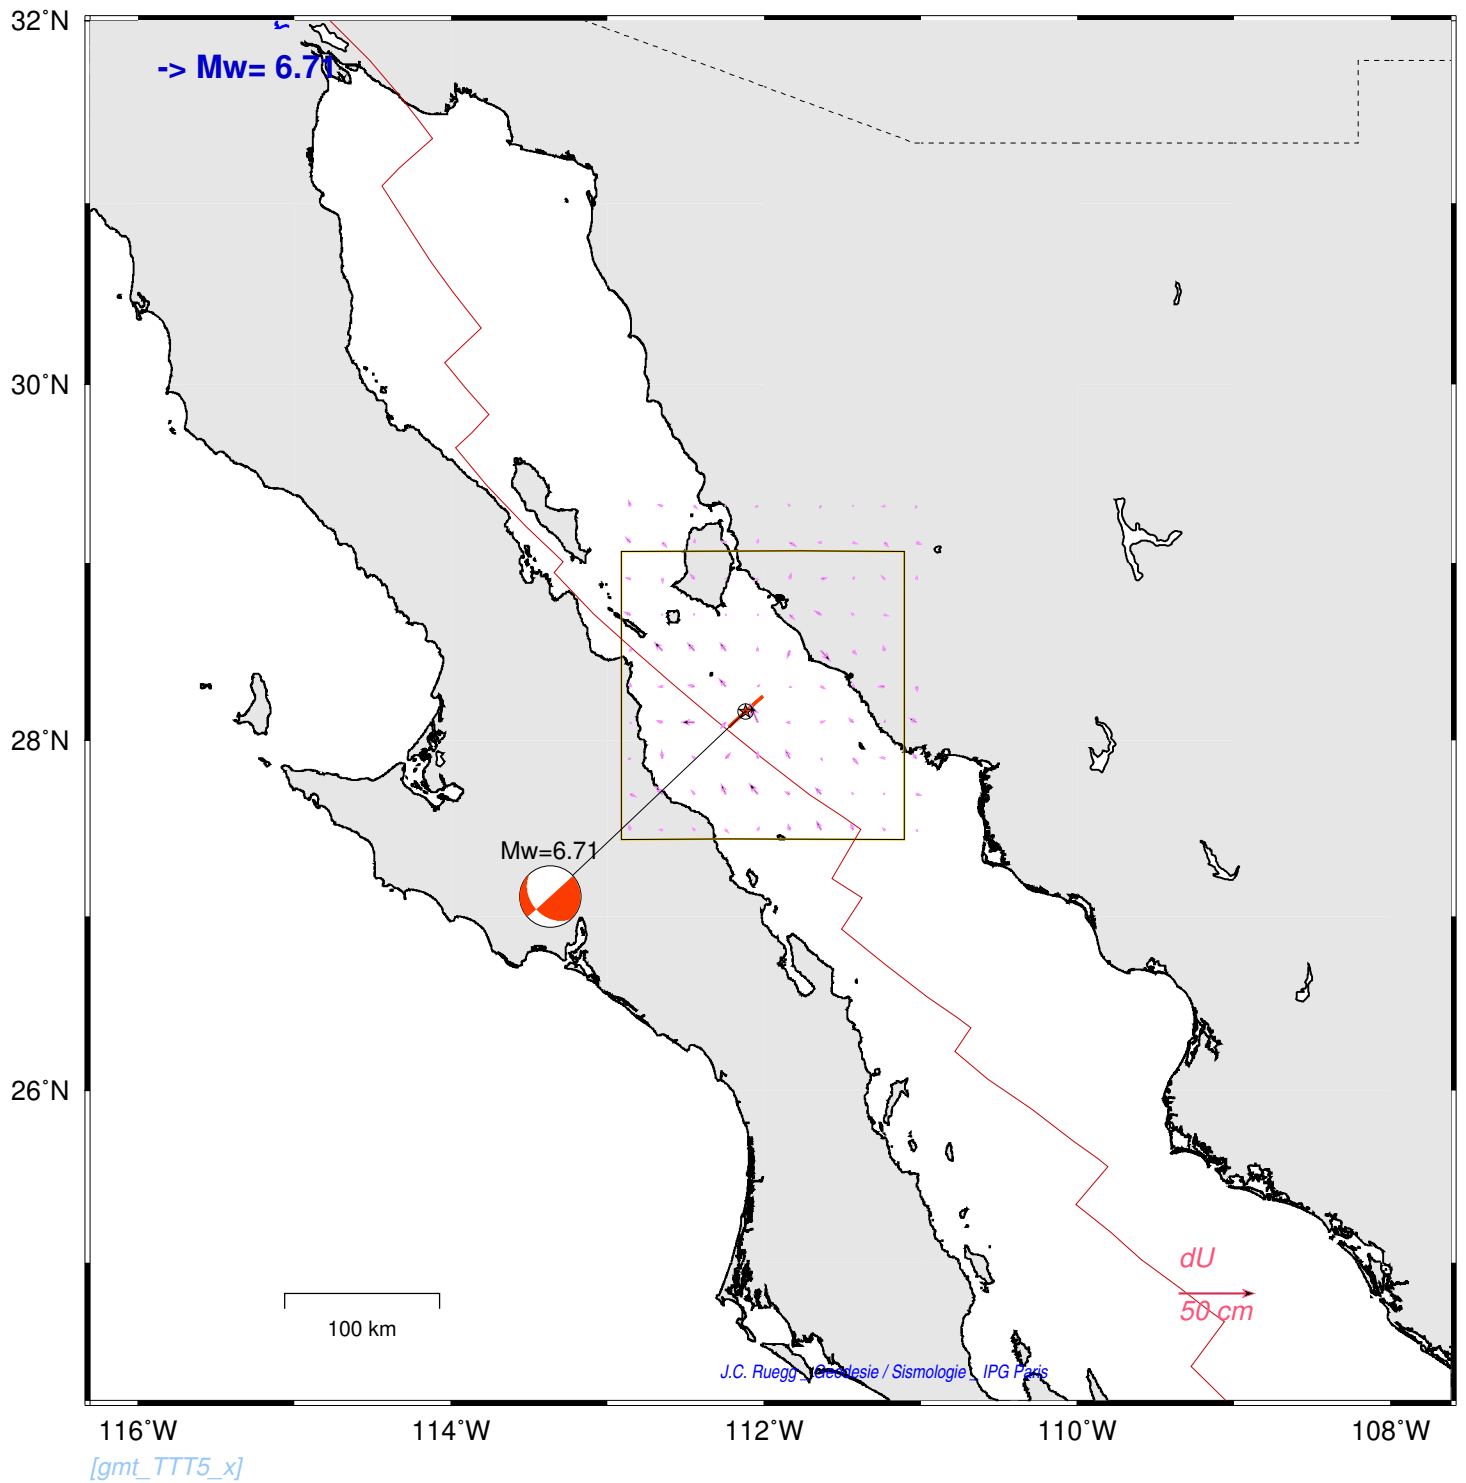 32°N
-> Mw= 6.71
30°N
28°N
Mw=6.71
26°N
dU
50 cm
100 km
J.C. Ruegg _ Geodesie / Sismologie _ IPG Paris
116°W
114°W
112°W
110°W
108°W
[gmt_TTT5_x]